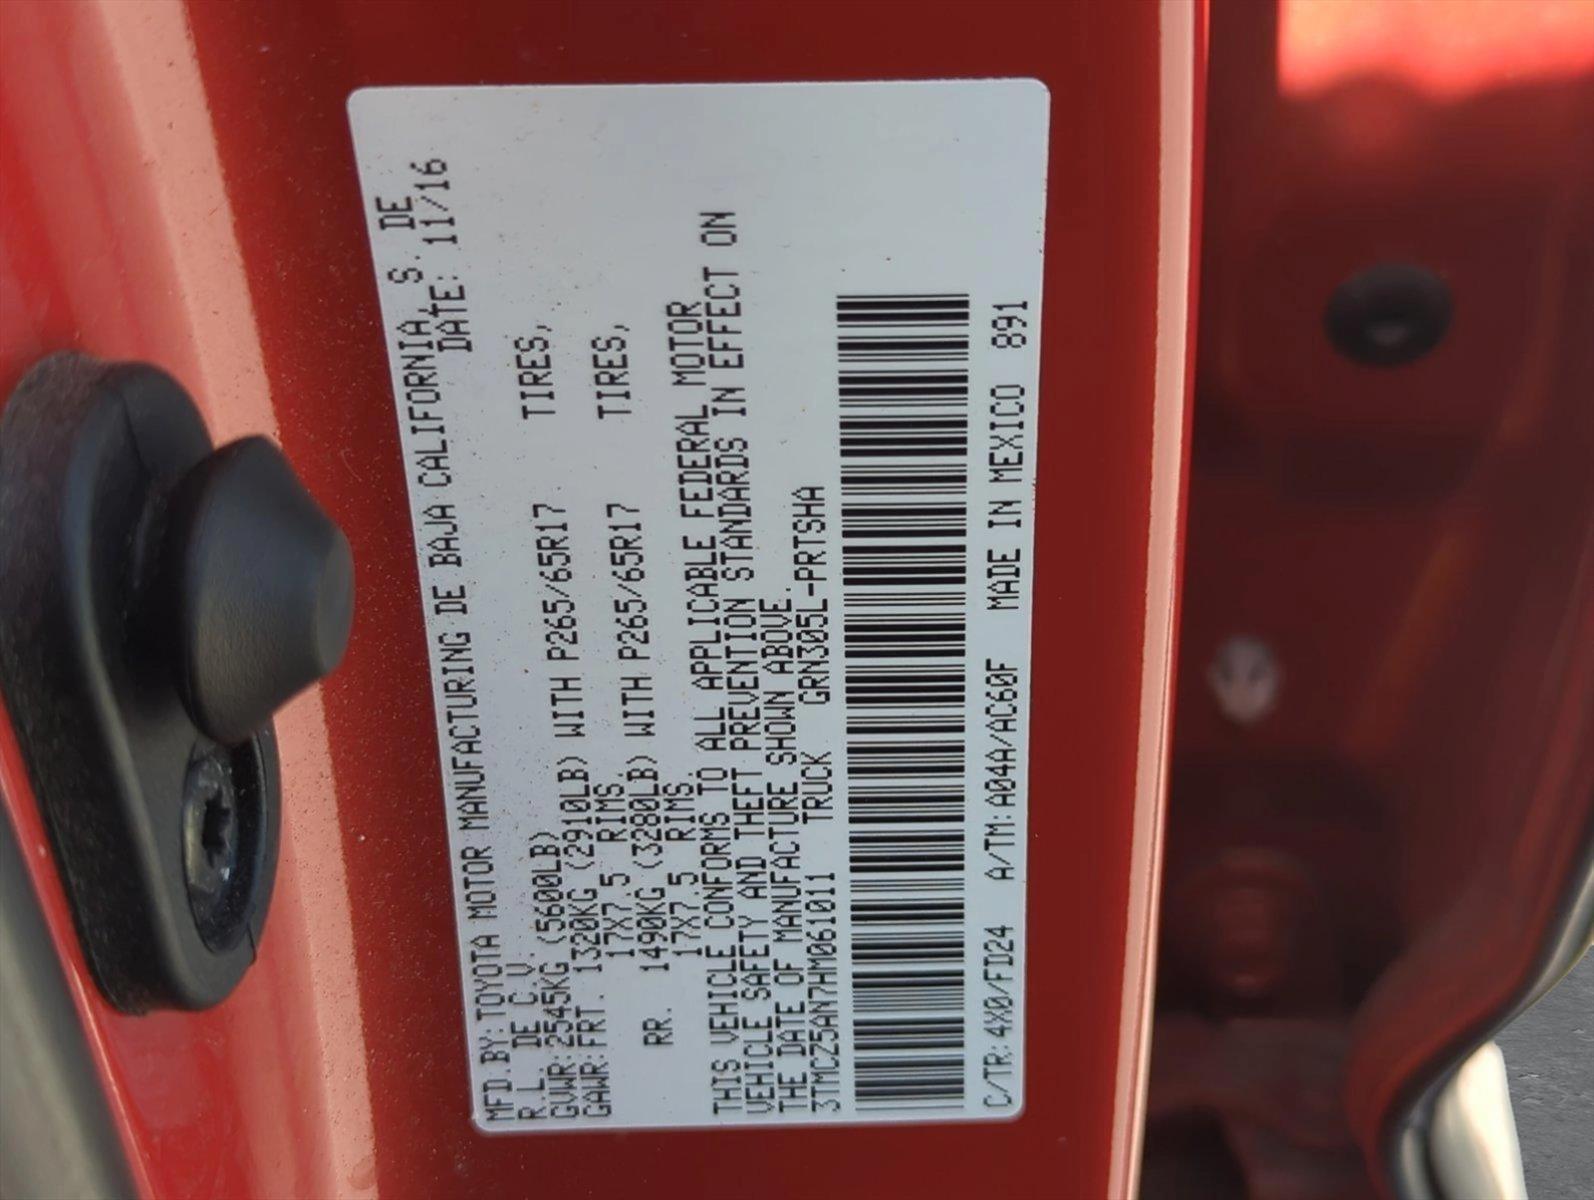 MFD.BY:TOYOTA MOTOR MANUFACTURING DE BAJA CALIFORNIA, S. DE
R.L. DE C.V. DATE: 11/16
GVWR:2545KG (5600LB)
GAWR:FRT. 1320KG (2910LB) WITH P265/65R17 TIRES,
17X7.5 RIMS.
RR. 1490KG (3280LB) WITH P265/65R17 TIRES,
17X7.5 RIMS.
THIS VEHICLE CONFORMS TO ALL APPLICABLE FEDERAL MOTOR
VEHICLE SAFETY AND THEFT PREVENTION STANDARDS IN EFFECT ON
THE DATE OF MANUFACTURE SHOWN ABOVE.
3TMCZ5AN7HM061011 TRUCK GRN305L-PRTSHA
C/TR:4X0/FD24 A/TM:A04A/AC60F MADE IN MEXICO 891